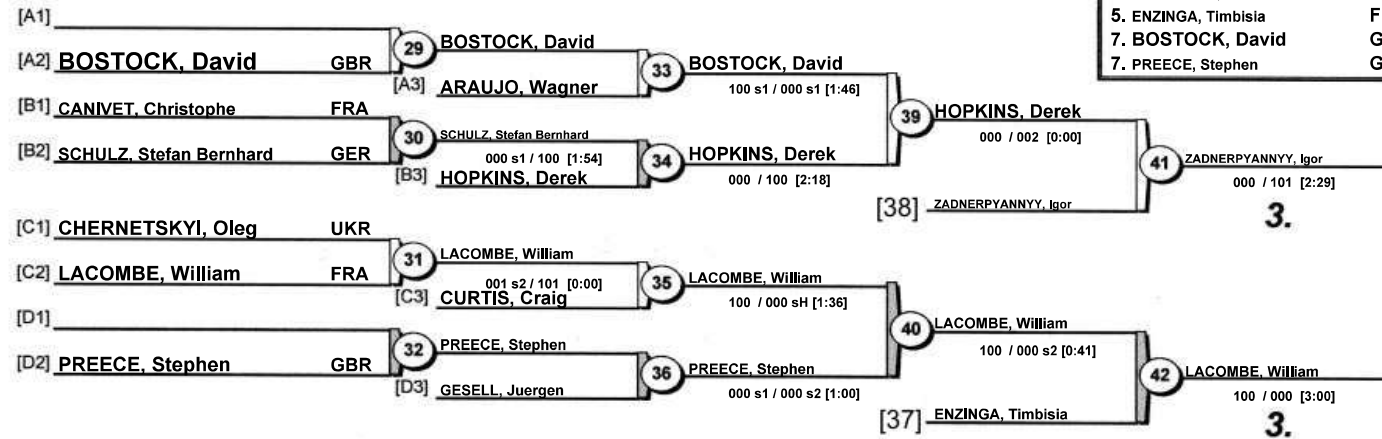 [A1]
[A2] BOSTOCK, David GBR
29
BOSTOCK, David
[A3] ARAUJO, Wagner
33
BOSTOCK, David
100 s1 / 000 s1 [1:46]
[B1] CANIVET, Christophe FRA
[B2] SCHULZ, Stefan Bernhard GER
30
SCHULZ, Stefan Bernhard
000 s1 / 100 [1:54]
[B3] HOPKINS, Derek
34
HOPKINS, Derek
000 / 100 [2:18]
39
HOPKINS, Derek
000 / 002 [0:00]
[38] ZADNERPYANNYY, Igor
41
ZADNERPYANNYY, Igor
000 / 101 [2:29]
3.
[C1] CHERNETSKYI, Oleg UKR
[C2] LACOMBE, William FRA
31
LACOMBE, William
001 s2 / 101 [0:00]
[C3] CURTIS, Craig
35
LACOMBE, William
100 / 000 sH [1:36]
[D1]
[D2] PREECE, Stephen GBR
32
PREECE, Stephen
[D3] GESELL, Juergen
36
PREECE, Stephen
000 s1 / 000 s2 [1:00]
40
LACOMBE, William
100 / 000 s2 [0:41]
[37] ENZINGA, Timbisia
42
LACOMBE, William
100 / 000 [3:00]
3.
5. ENZINGA, Timbisia F
7. BOSTOCK, David G
7. PREECE, Stephen G